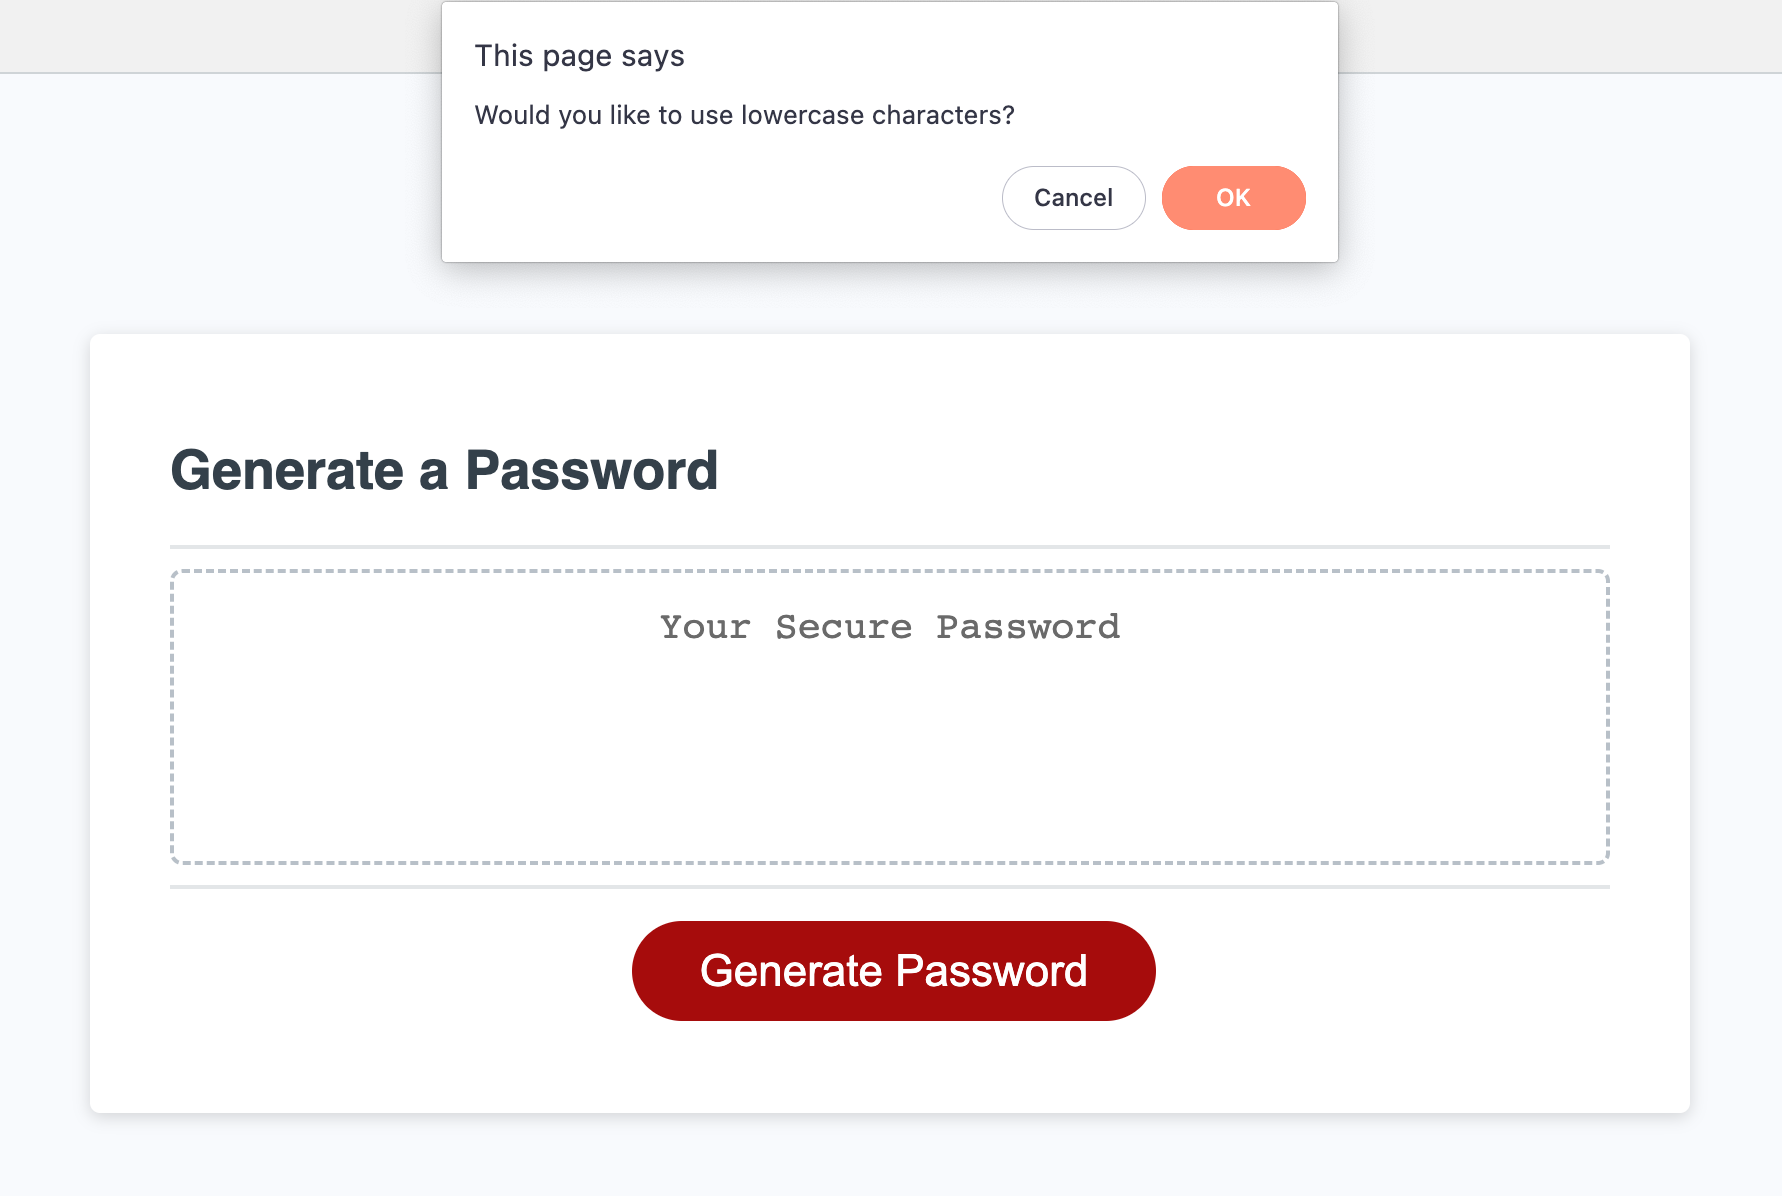 This page says
Would you like to use lowercase characters?
Cancel
OK
Generate a Password
Your Secure Password
Generate Password